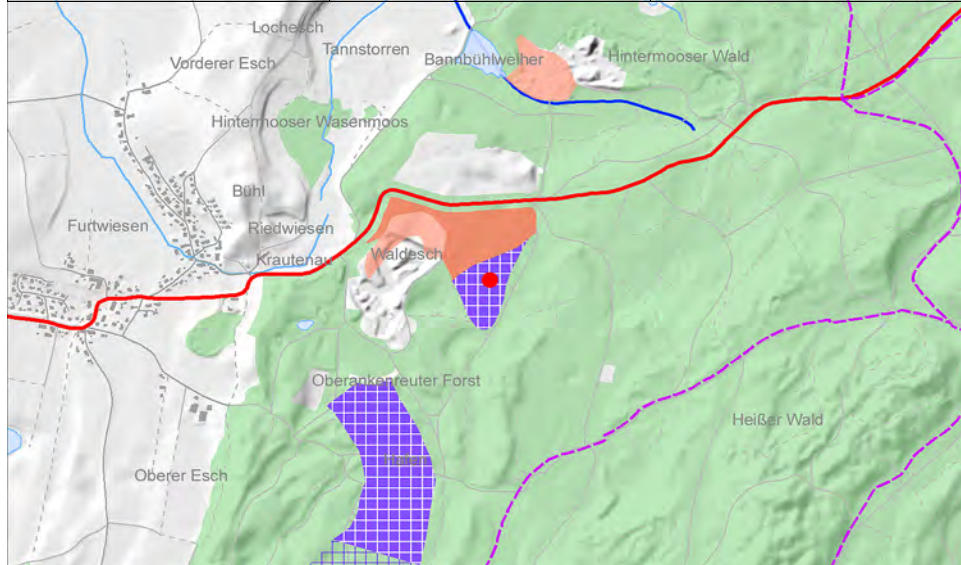 Lochesch
Tannstorren
Vorderer Esch
Bannbühlweiher
Hintermooser Wald
Hintermooser Wasenmoos
Bühl
Furtwiesen
Riedwiesen
Krautenau
Waldesch
Oberankenreuter Forst
Heißer Wald
Oberer Esch